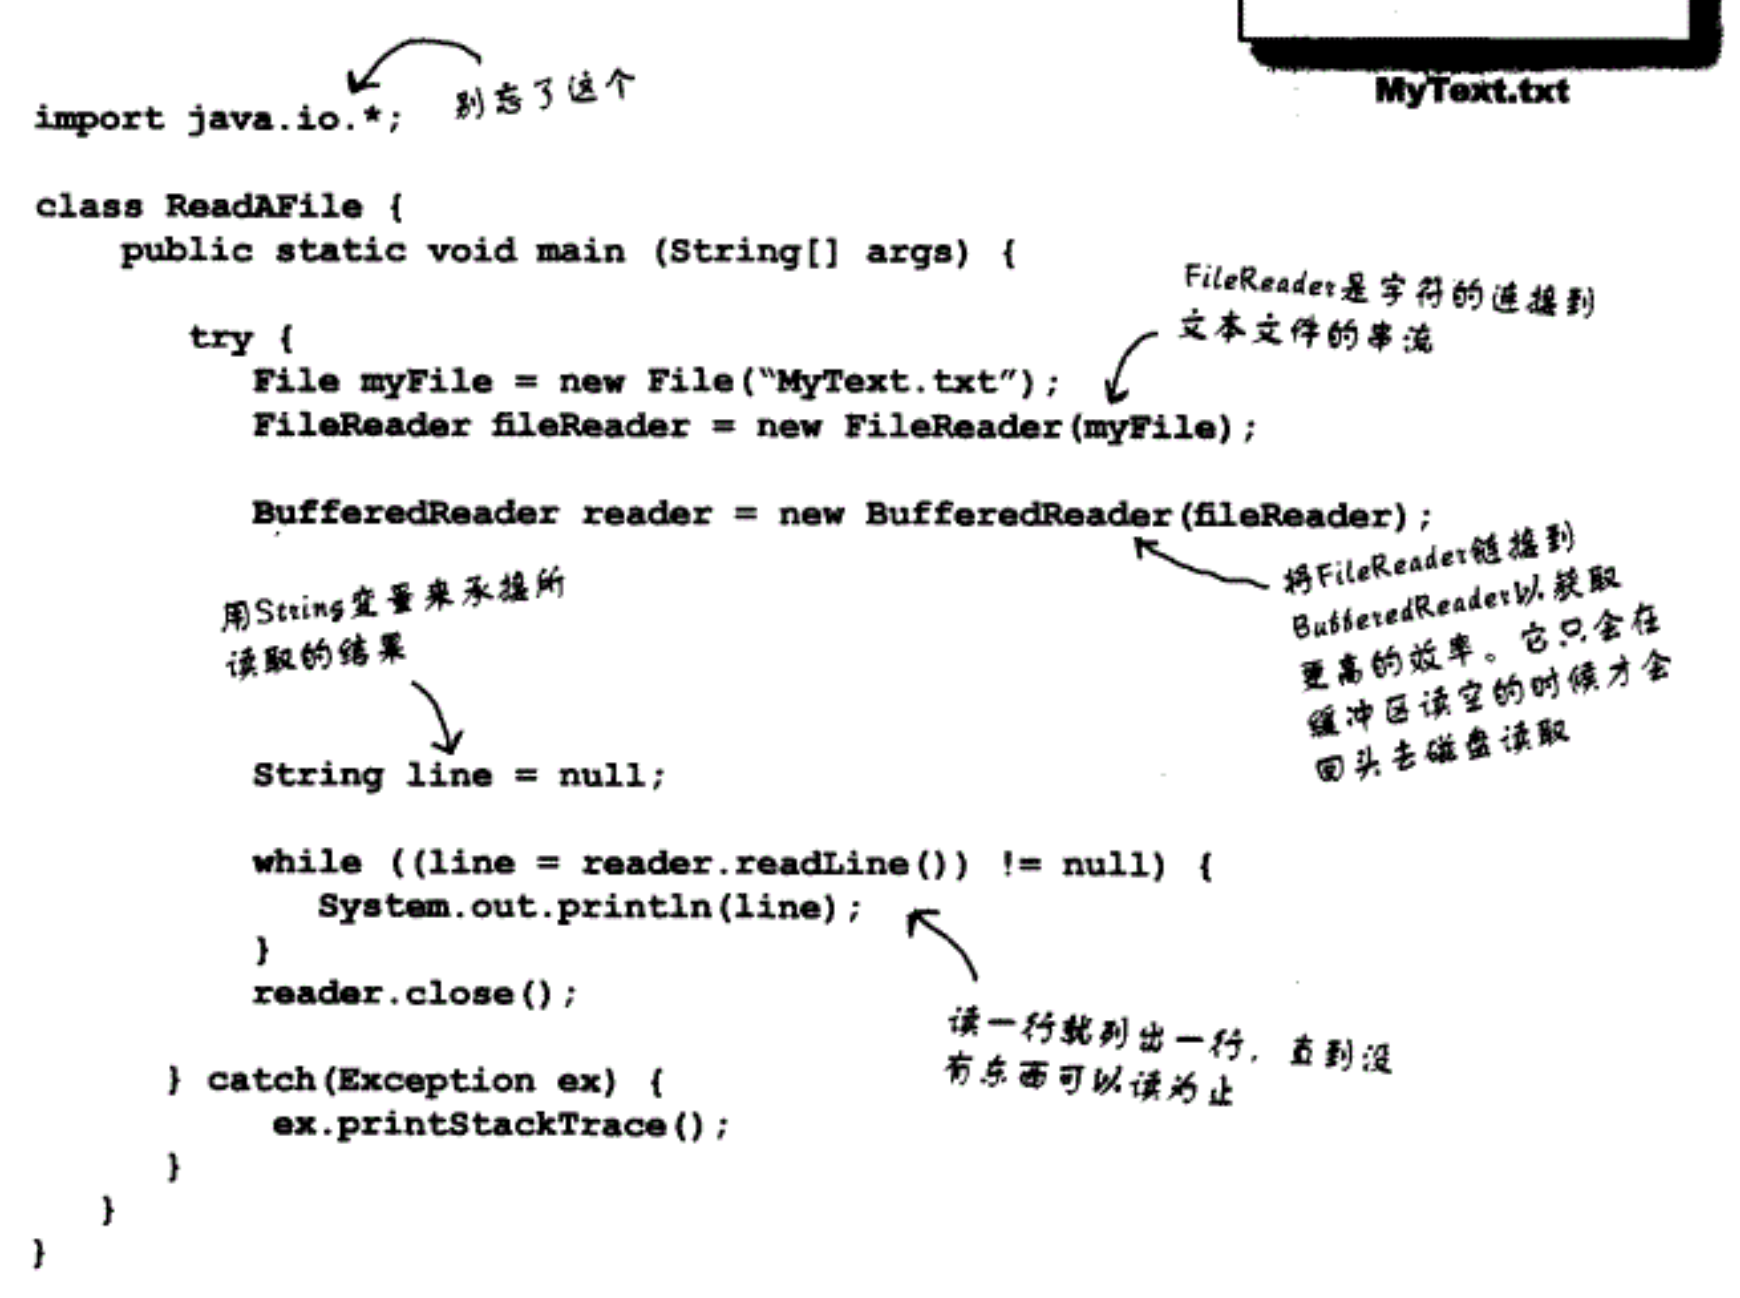 MyText.txt
import java.io.*;
别忘了这个
class ReadAFile {
public static void main (String[] args) {
try {
File myFile = new File(“MyText.txt”);
FileReader fileReader = new FileReader(myFile);
FileReader是字符的连接到
文本文件的串流
BufferedReader reader = new BufferedReader(fileReader);
将FileReader链接到
BufferedReader以获取
更高的效率。它只会在
缓冲区读空的时候才会
回头去磁盘读取
用String变量来承接所
读取的结果
String line = null;
while ((line = reader.readLine()) != null) {
System.out.println(line);
}
reader.close();
读一行就列出一行，直到没
有东西可以读为止
} catch(Exception ex) {
ex.printStackTrace();
}
}
}